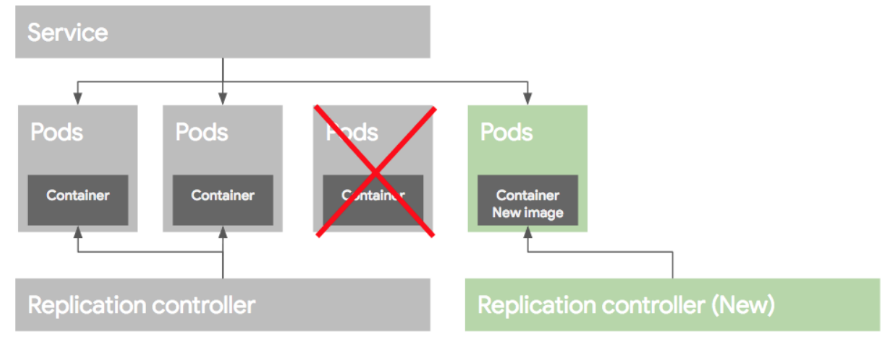 Service
Pods
Pods
Pods
Pods
Container
Container
Container
Container
New image
Replication controller
Replication controller (New)